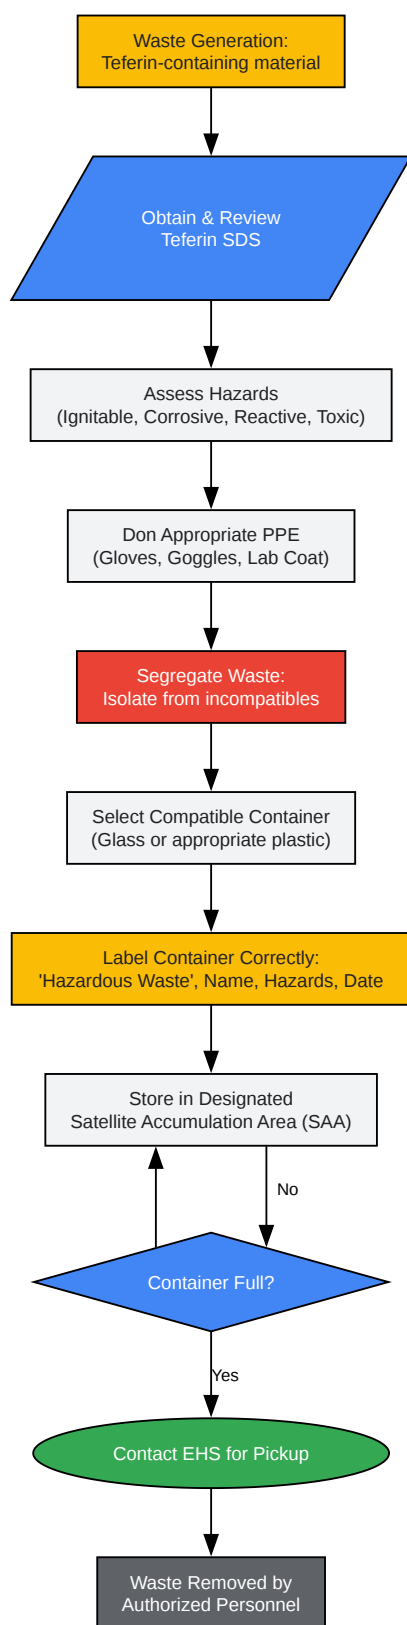 Waste Generation:
Teferin-containing material
Obtain & Review
Teferin SDS
Assess Hazards
(Ignitable, Corrosive, Reactive, Toxic)
Don Appropriate PPE
(Gloves, Goggles, Lab Coat)
Segregate Waste:
Isolate from incompatibles
Select Compatible Container
(Glass or appropriate plastic)
Label Container Correctly:
'Hazardous Waste', Name, Hazards, Date
Store in Designated
Satellite Accumulation Area (SAA)
No
Container Full?
Yes
Contact EHS for Pickup
Waste Removed by
Authorized Personnel